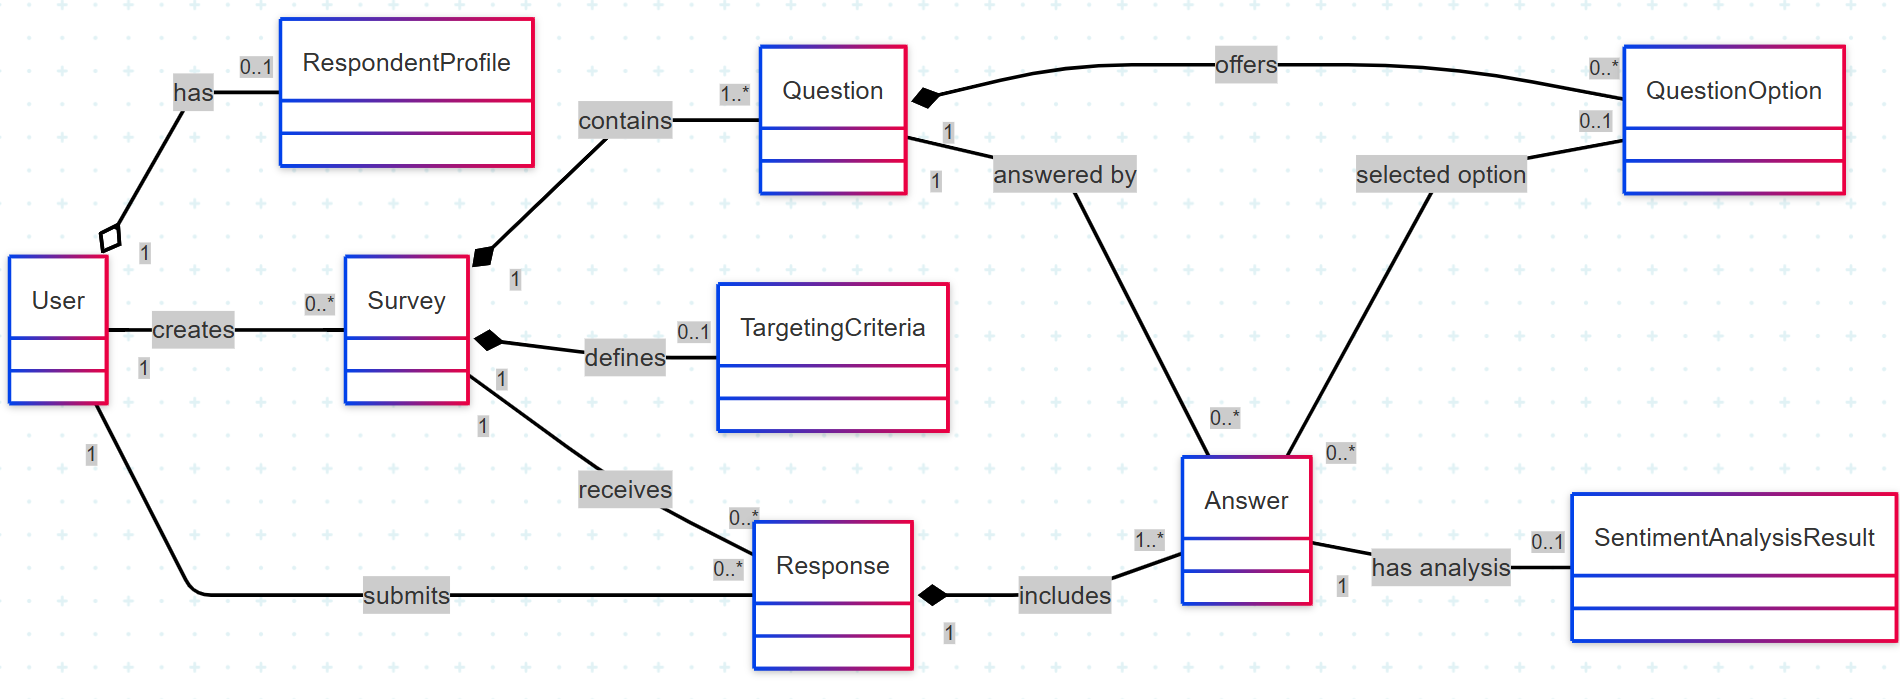 RespondentProfile
0..1
has
1
User
creates
1
0..*
Survey
1
contains
1..*
Question
1
1
offers
0..*
QuestionOption
0..1
answered by
selected option
1
defines
0..1
TargetingCriteria
1
receives
0..*
0..*
1
submits
Response
1
includes
1..*
0..*
0..*
Answer
1
has analysis
0..1
SentimentAnalysisResult